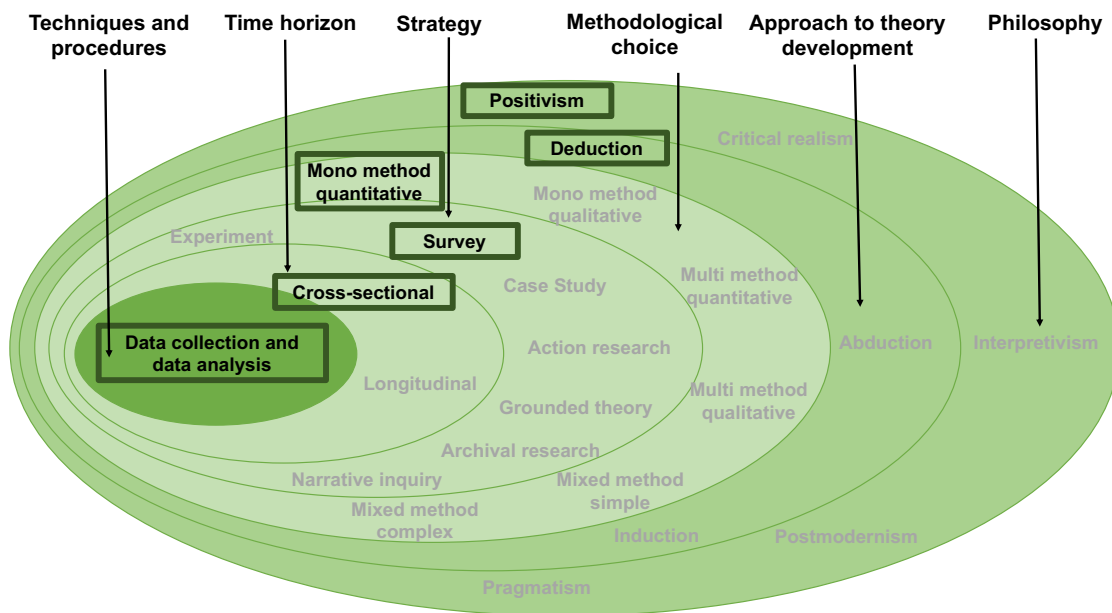 Techniques and
procedures
Time horizon
Strategy
Methodological
choice
Approach to theory
development
Philosophy
Positivism
Critical realism
Deduction
Mono method
quantitative
Mono method
qualitative
Experiment
Survey
Cross-sectional
Case Study
Multi method
quantitative
Data collection and
data analysis
Action research
Abduction
Interpretivism
Longitudinal
Grounded theory
Multi method
qualitative
Archival research
Narrative inquiry
Mixed method
simple
Mixed method
complex
Induction
Postmodernism
Pragmatism